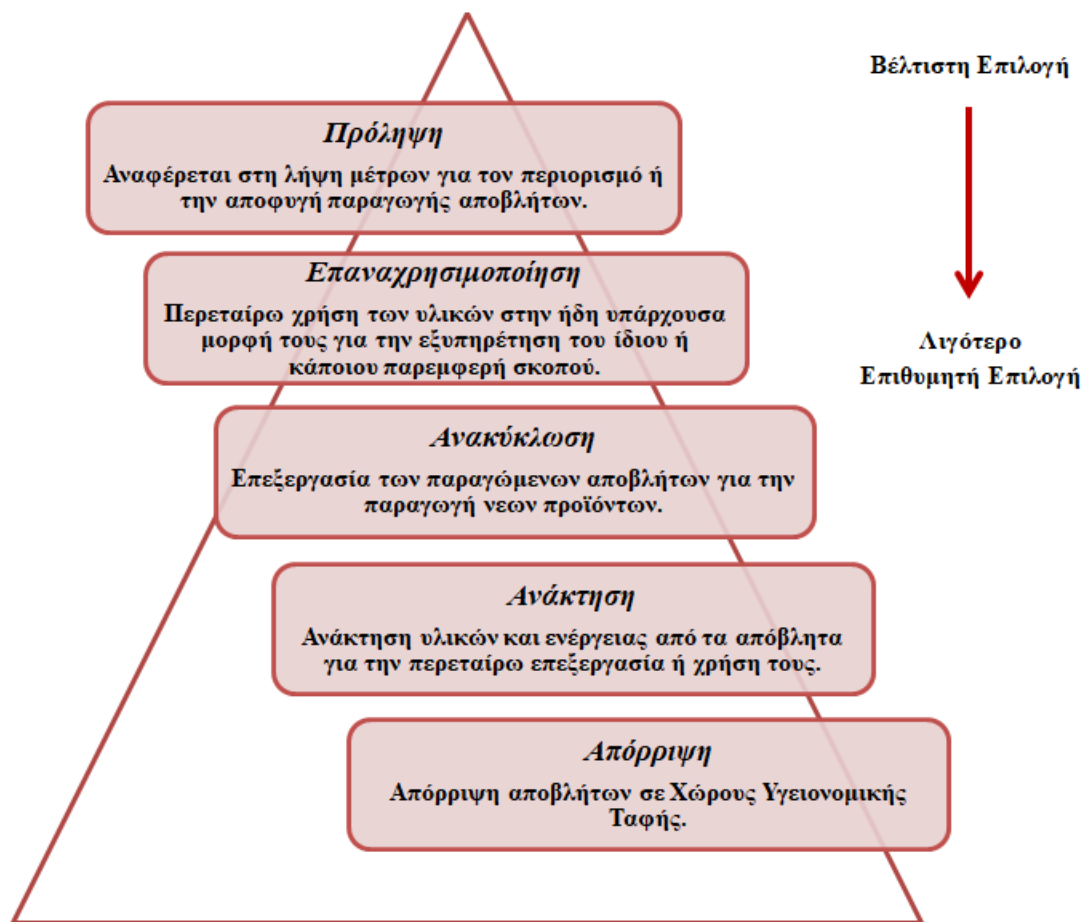 Βέλτιστη Επιλογή
Πρόληψη
Αναφέρεται στη λήψη μέτρων για τον περιορισμό ή
την αποφυγή παραγωγής αποβλήτων.
Επαναχρησιμοποίηση
Περεταίρω χρήση των υλικών στην ήδη υπάρχουσα
μορφή τους για την εξυπηρέτηση του ίδιου ή
κάποιου παρεμφερή σκοπού.
Λιγότερο
Επιθυμητή Επιλογή
Ανακύκλωση
Επεξεργασία των παραγώμενων αποβλήτων για την
παραγωγή νεων προϊόντων.
Ανάκτηση
Ανάκτηση υλικών και ενέργειας από τα απόβλητα
για την περεταίρω επεξεργασία ή χρήση τους.
Απόρριψη
Απόρριψη αποβλήτων σε Χώρους Υγειονομικής
Ταφής.